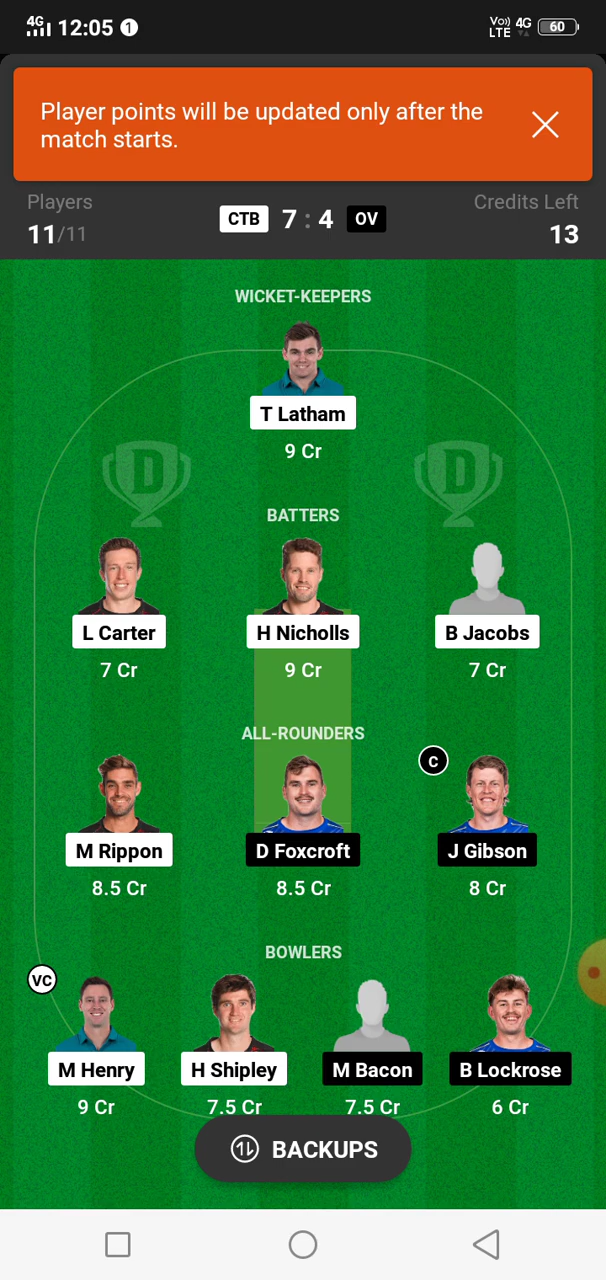 4G 12:05 1 Vo)) LTE 4G 60
Player points will be updated only after the
match starts.
Players
11/11
CTB 7 : 4 OV
Credits Left
13
WICKET-KEEPERS
T Latham
9 Cr
D D
BATTERS
L Carter H Nicholls B Jacobs
7 Cr 9 Cr 7 Cr
ALL-ROUNDERS
C
M Rippon D Foxcroft J Gibson
8.5 Cr 8.5 Cr 8 Cr
BOWLERS
VC
M Henry H Shipley M Bacon B Lockrose
9 Cr 7.5 Cr 7.5 Cr 6 Cr
BACKUPS